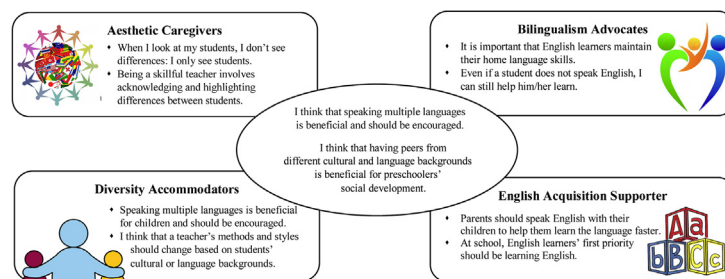 Aesthetic Caregivers
When I look at my students, I don't see
differences: I only see students.
Being a skillful teacher involves
acknowledging and highlighting
differences between students.
Bilingualism Advocates
It is important that English learners maintain
their home language skills.
Even if a student does not speak English, I
can still help him/her learn.
I think that speaking multiple languages
is beneficial and should be encouraged.
I think that having peers from
different cultural and language backgrounds
is beneficial for preschoolers'
social development.
Diversity Accommodators
Speaking multiple languages is beneficial
for children and should be encouraged.
I think that a teacher's methods and styles
should change based on students'
cultural or language backgrounds.
English Acquisition Supporter
Parents should speak English with their
children to help them learn the language faster.
At school, English learners' first priority
should be learning English.
Aa
bBCc